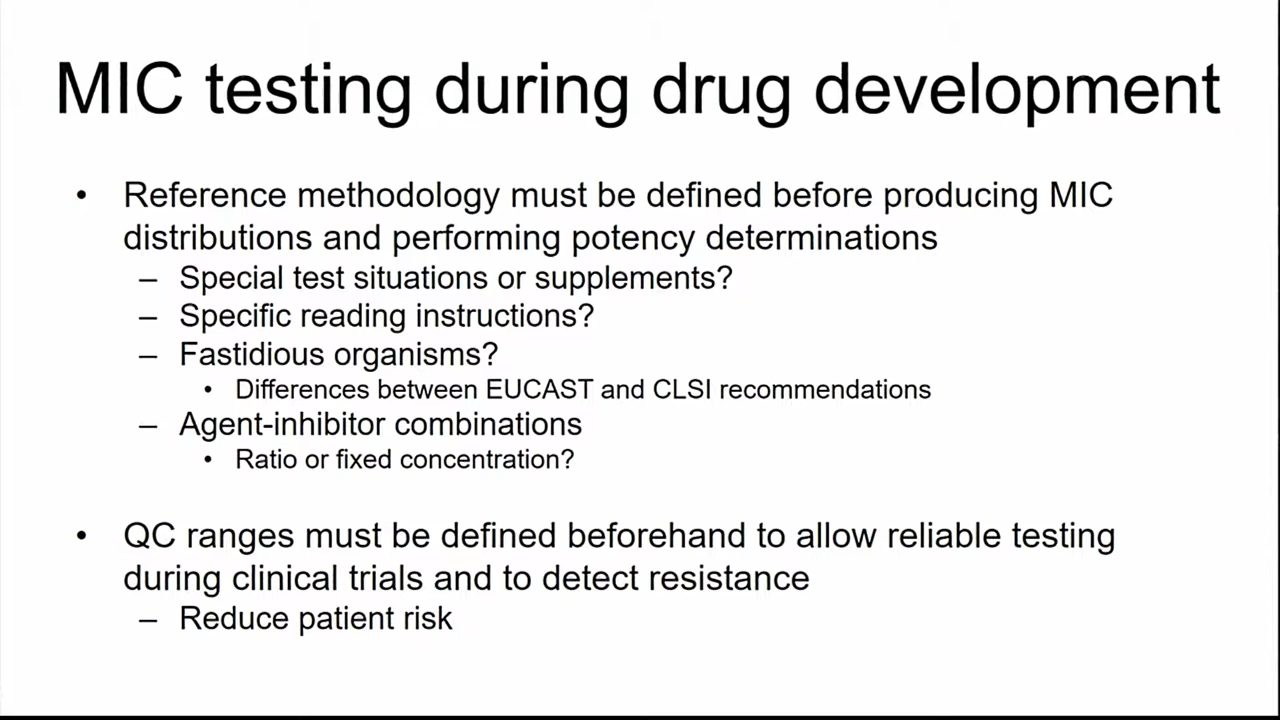 MIC testing during drug development
• Reference methodology must be defined before producing MIC
distributions and performing potency determinations
– Special test situations or supplements?
– Specific reading instructions?
– Fastidious organisms?
• Differences between EUCAST and CLSI recommendations
– Agent-inhibitor combinations
• Ratio or fixed concentration?
• QC ranges must be defined beforehand to allow reliable testing
during clinical trials and to detect resistance
– Reduce patient risk